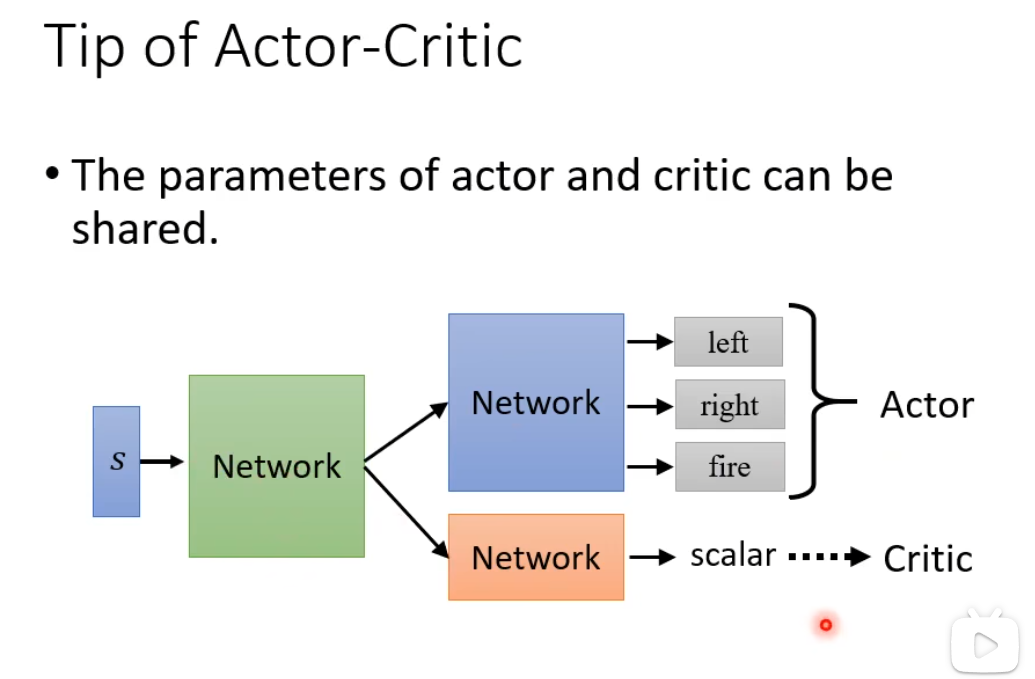 Tip of Actor-Critic
• The parameters of actor and critic can be
shared.
s
Network
Network
left
right
fire
Actor
Network
scalar
Critic